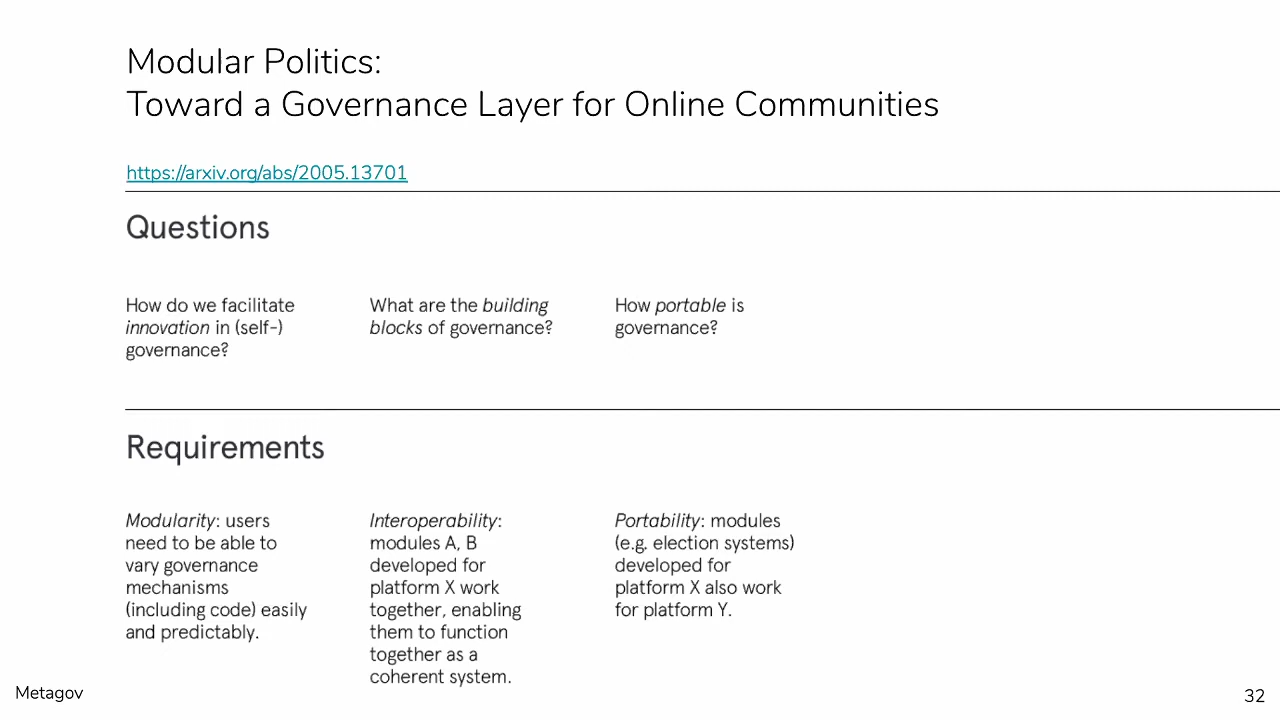 Modular Politics:
Toward a Governance Layer for Online Communities
https://arxiv.org/abs/2005.13701
Questions
How do we facilitate
innovation in (self-)
governance?
What are the building
blocks of governance?
How portable is
governance?
Requirements
Modularity: users
need to be able to
vary governance
mechanisms
(including code) easily
and predictably.
Interoperability:
modules A, B
developed for
platform X work
together, enabling
them to function
together as a
coherent system.
Portability: modules
(e.g. election systems)
developed for
platform X also work
for platform Y.
Metagov
32